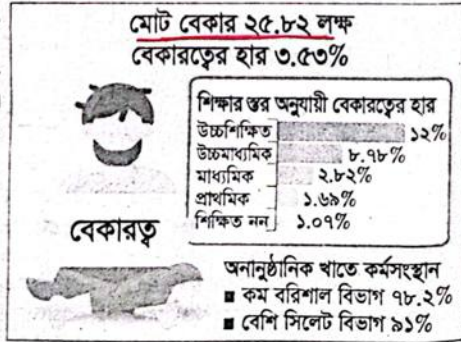 মোট বেকার ২৫.৮২ লক্ষ
বেকারত্বের হার ৩.৫৩%
শিক্ষার স্তর অনুযায়ী বেকারত্বের হার
উচ্চশিক্ষিত ১২%
উচ্চমাধ্যমিক ৮.৭৮%
মাধ্যমিক ২.৮২%
প্রাথমিক ১.৬৯%
শিক্ষিত নন ১.০৭%
বেকারত্ব
অনানুষ্ঠানিক খাতে কর্মসংস্থান
■ কম বরিশাল বিভাগ ৭৮.২%
■ বেশি সিলেট বিভাগ ৯১%